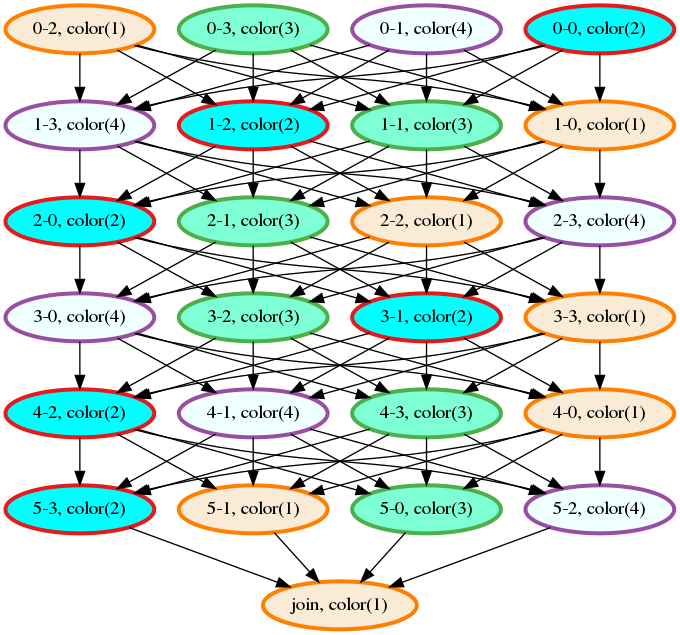 0-2, color(1)
0-3, color(3)
0-1, color(4)
0-0, color(2)
1-3, color(4)
1-2, color(2)
1-1, color(3)
1-0, color(1)
2-0, color(2)
2-1, color(3)
2-2, color(1)
2-3, color(4)
3-0, color(4)
3-2, color(3)
3-1, color(2)
3-3, color(1)
4-2, color(2)
4-1, color(4)
4-3, color(3)
4-0, color(1)
5-3, color(2)
5-1, color(1)
5-0, color(3)
5-2, color(4)
join, color(1)